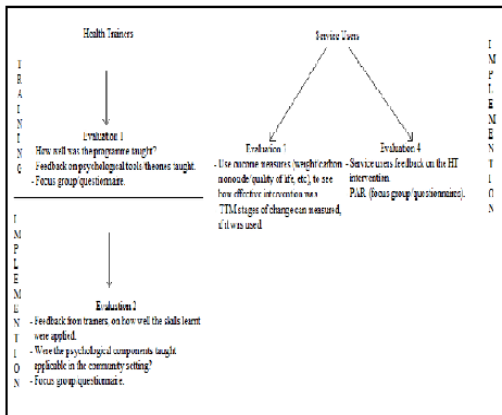 Health Trainers
Service Users
TRAINING
Evaluation 1
How well was the programme taught?
Feedback on psychological tools/theories taught.
- Focus group/questionnaire.
IMPLEMENTION
Evaluation 2
- Feedback from trainers, on how well the skills learnt
were applied.
- Were the psychological components taught
applicable in the community setting?
- Focus group questionnaire.
Evaluation 3
- Use outcome measures (weight/carbon
monoxide/quality of life, etc), to see
how effective intervention was
TTM stages of change can measured,
if it was used.
Evaluation 4
- Service users feedback on the HT
intervention.
PAR (focus group/questionnaires).
IMPLEMENTION